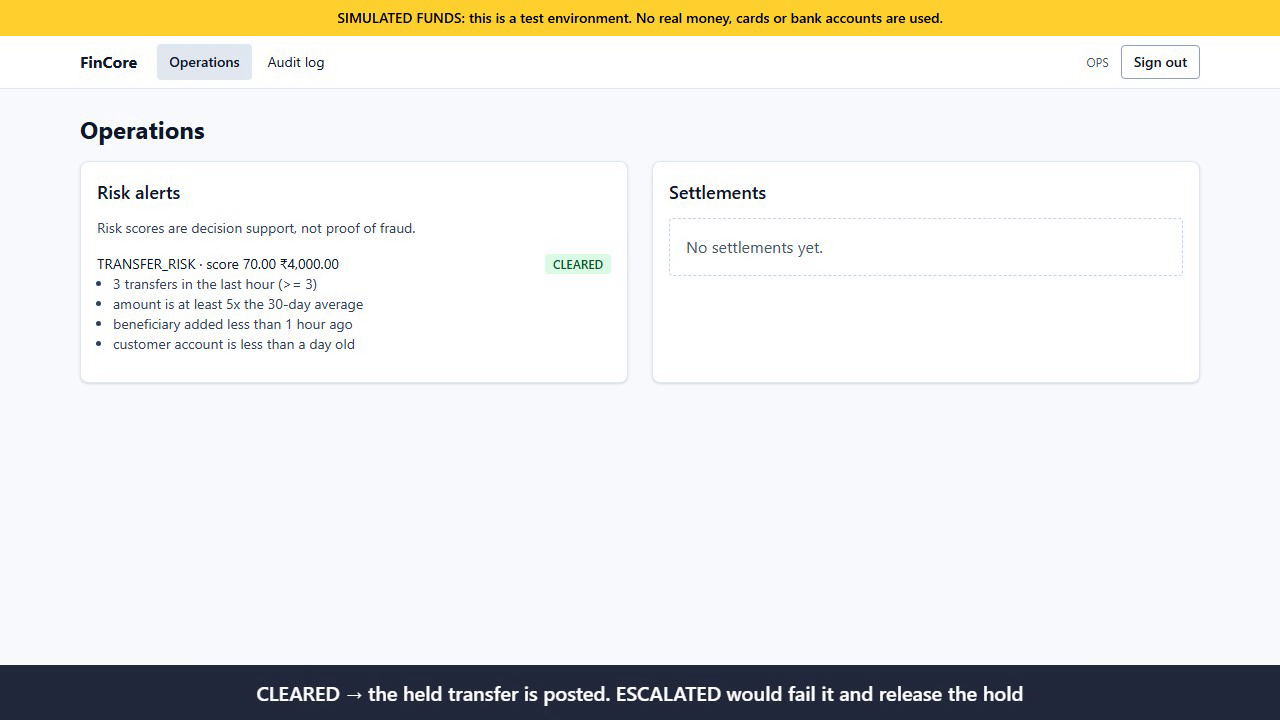 SIMULATED FUNDS: this is a test environment. No real money, cards or bank accounts are used.
FinCore Operations Audit log OPS Sign out
Operations
Risk alerts
Risk scores are decision support, not proof of fraud.
TRANSFER_RISK · score 70.00 ₹4,000.00 CLEARED
• 3 transfers in the last hour (>= 3)
• amount is at least 5x the 30-day average
• beneficiary added less than 1 hour ago
• customer account is less than a day old
Settlements
No settlements yet.
CLEARED → the held transfer is posted. ESCALATED would fail it and release the hold